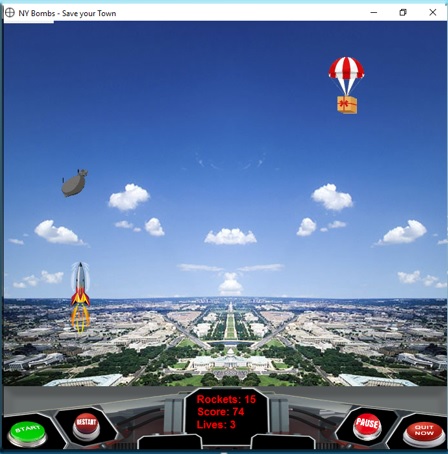 NY Bombs - Save your Town
Rockets: 15
Score: 74
Lives: 3
START
RESTART
PAUSE
QUIT
NOW